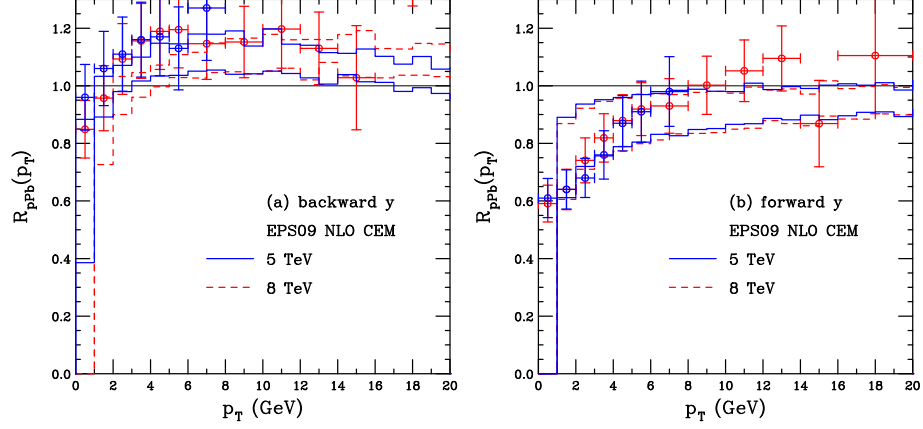 1.2
1.0
0.8
0.6
0.4
0.2
0.0
R_pPb(p_T)
(a) backward y
EPS09 NLO CEM
5 TeV
8 TeV
0 2 4 6 8 10 12 14 16 18 20
p_T (GeV)
1.2
1.0
0.8
0.6
0.4
0.2
0.0
R_pPb(p_T)
(b) forward y
EPS09 NLO CEM
5 TeV
8 TeV
0 2 4 6 8 10 12 14 16 18 20
p_T (GeV)